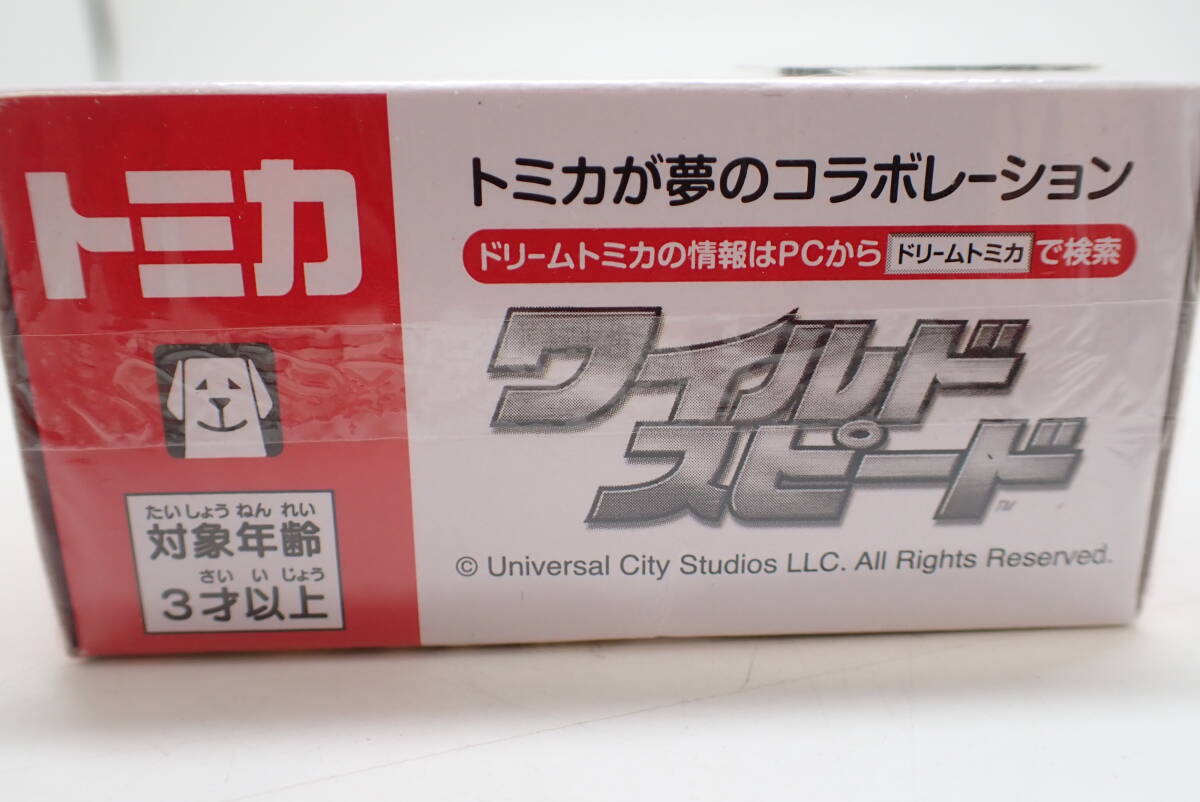 トミカ
たいしょう ねん れい
対象年齢
さい い じょう
3才以上
トミカが夢のコラボレーション
ドリームトミカの情報はPCから ドリームトミカ で検索
ワイルド
スピード™
© Universal City Studios LLC. All Rights Reserved.